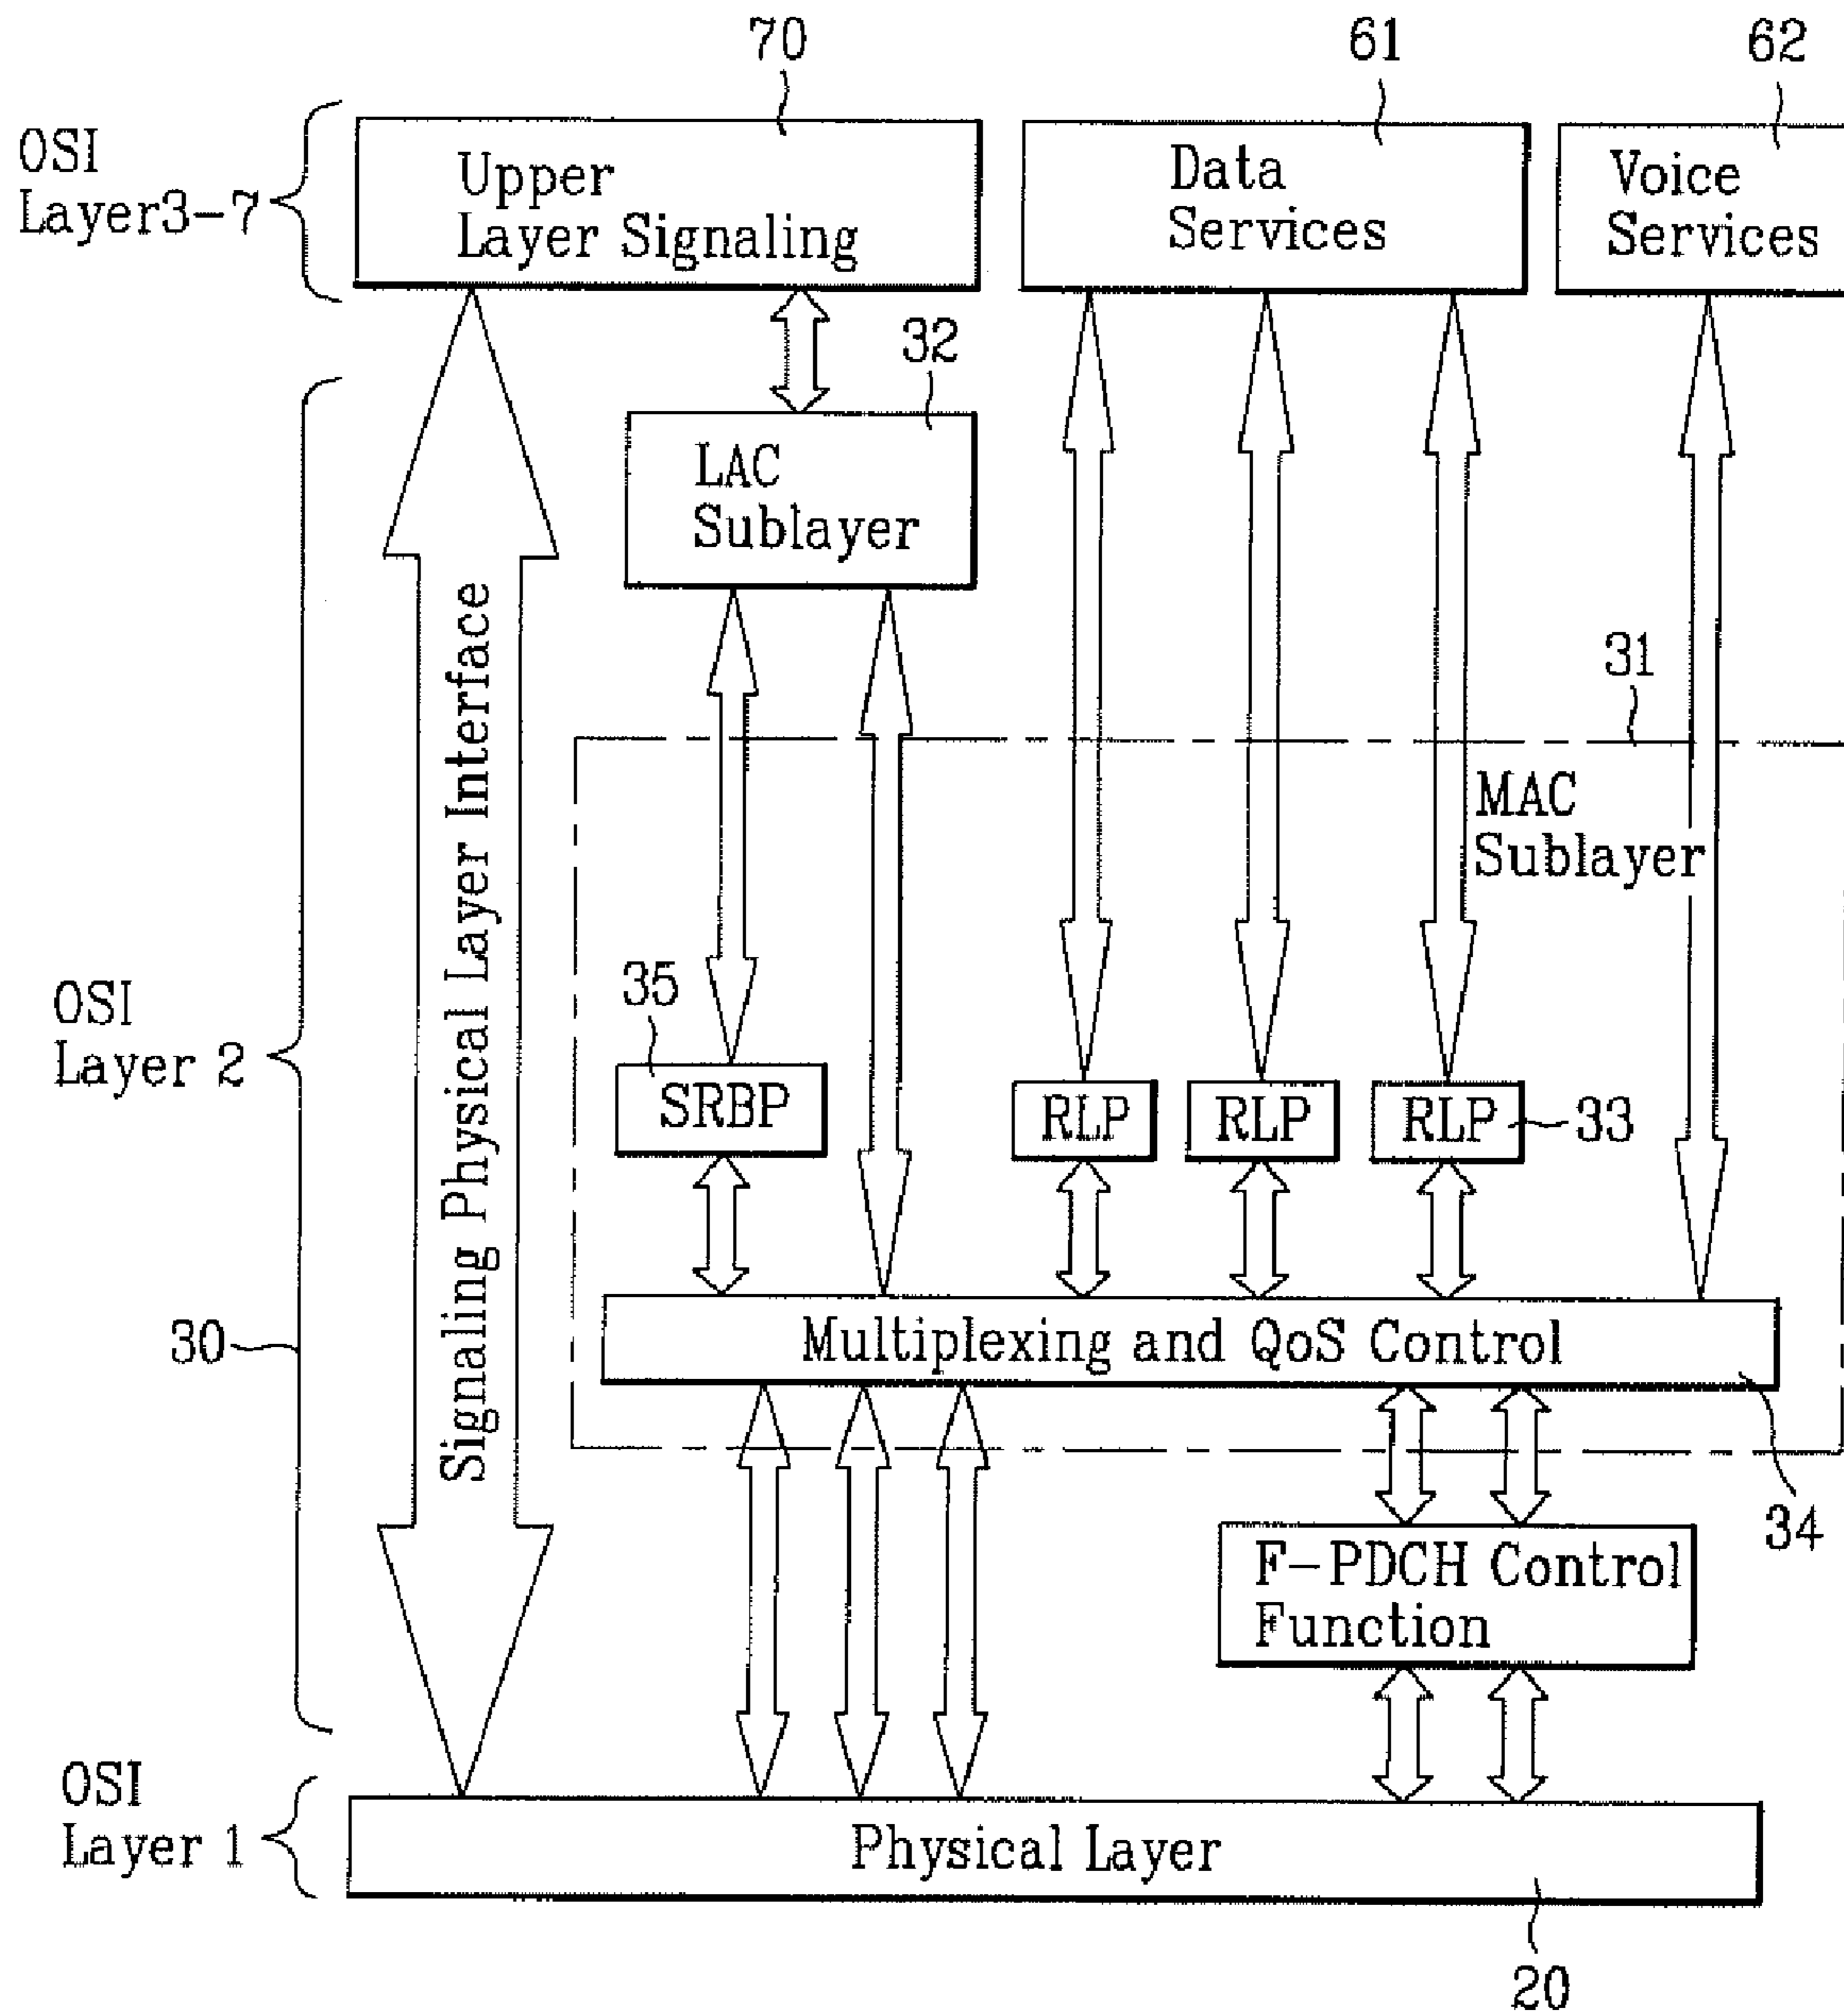 70
61
62
OSI
Layer3-7
Upper
Layer Signaling
Data
Services
Voice
Services
32
LAC
Sublayer
31
MAC
Sublayer
Signaling Physical Layer Interface
OSI
Layer 2
35
SRBP
RLP
RLP
RLP
33
30
Multiplexing and QoS Control
34
F-PDCH Control
Function
OSI
Layer 1
Physical Layer
20